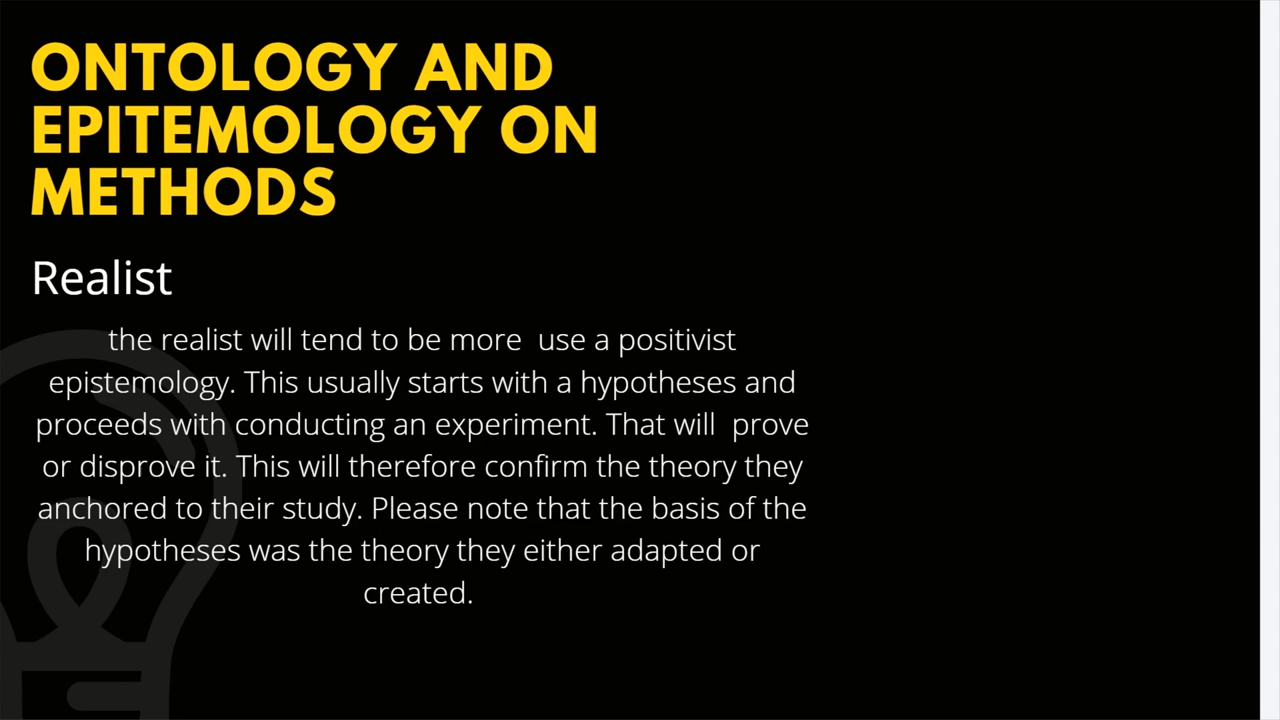 ONTOLOGY AND
EPITEMOLOGY ON
METHODS
Realist
the realist will tend to be more  use a positivist
epistemology. This usually starts with a hypotheses and
proceeds with conducting an experiment. That will  prove
or disprove it. This will therefore confirm the theory they
anchored to their study. Please note that the basis of the
hypotheses was the theory they either adapted or
created.